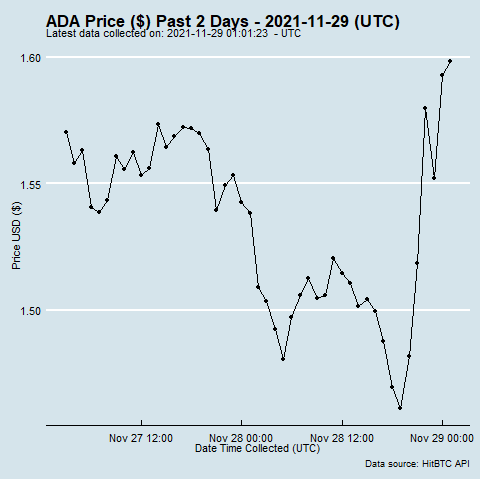 ADA Price ($) Past 2 Days - 2021-11-29 (UTC)
Latest data collected on: 2021-11-29 01:01:23 - UTC
1.60
1.55
1.50
Price USD ($)
Nov 27 12:00
Nov 28 00:00
Nov 28 12:00
Nov 29 00:00
Date Time Collected (UTC)
Data source: HitBTC API